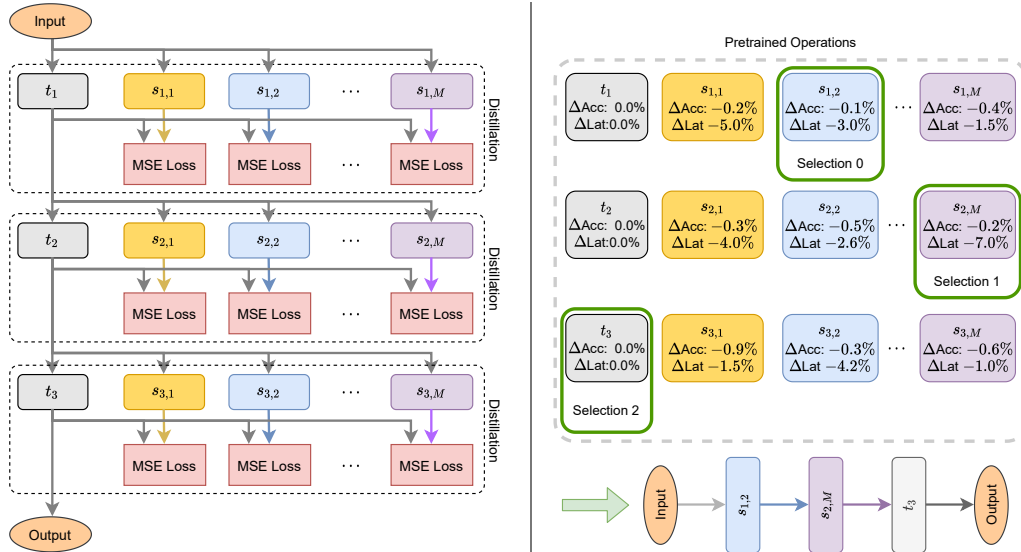 Input
t₁ s₁,₁ s₁,₂ s₁,M
MSE Loss MSE Loss ··· MSE Loss
Distillation
t₂ s₂,₁ s₂,₂ ··· s₂,M
MSE Loss MSE Loss ··· MSE Loss
Distillation
t₃ s₃,₁ s₃,₂ ··· s₃,M
MSE Loss MSE Loss ··· MSE Loss
Distillation
Output
Pretrained Operations
t₁ s₁,₁ s₁,₂ ··· s₁,M
ΔAcc: 0.0% ΔAcc: −0.2% ΔAcc: −0.1% ΔAcc: −0.4%
ΔLat:0.0% ΔLat −5.0% ΔLat −3.0% ΔLat −1.5%
Selection 0
t₂ s₂,₁ s₂,₂ ··· s₂,M
ΔAcc: 0.0% ΔAcc: −0.3% ΔAcc: −0.5% ΔAcc: −0.2%
ΔLat:0.0% ΔLat −4.0% ΔLat −2.6% ΔLat −7.0%
Selection 1
t₃ s₃,₁ s₃,₂ ··· s₃,M
ΔAcc: 0.0% ΔAcc: −0.9% ΔAcc: −0.3% ΔAcc: −0.6%
ΔLat:0.0% ΔLat −1.5% ΔLat −4.2% ΔLat −1.0%
Selection 2
Input s₁,₂ s₂,M t₃ Output